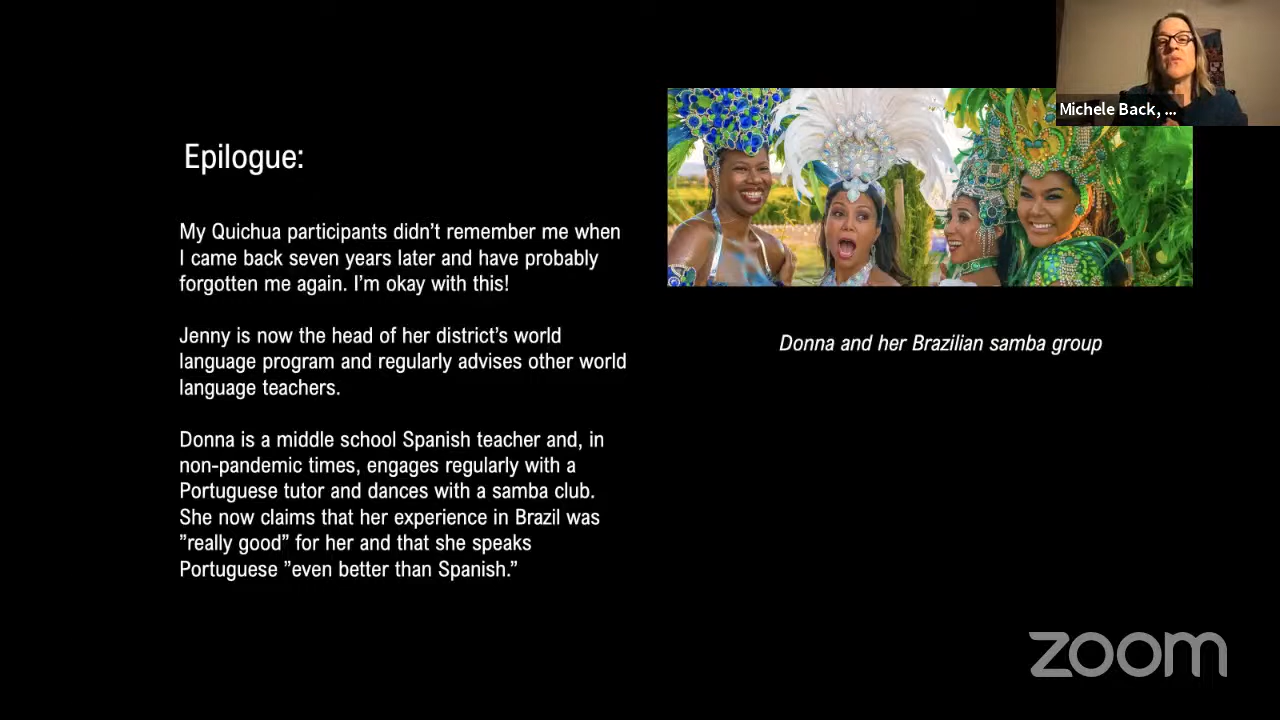 Michele Back, ...
Epilogue:
My Quichua participants didn’t remember me when
I came back seven years later and have probably
forgotten me again. I’m okay with this!
Jenny is now the head of her district’s world
language program and regularly advises other world
language teachers.
Donna is a middle school Spanish teacher and, in
non-pandemic times, engages regularly with a
Portuguese tutor and dances with a samba club.
She now claims that her experience in Brazil was
”really good” for her and that she speaks
Portuguese ”even better than Spanish.”
Donna and her Brazilian samba group
zoom